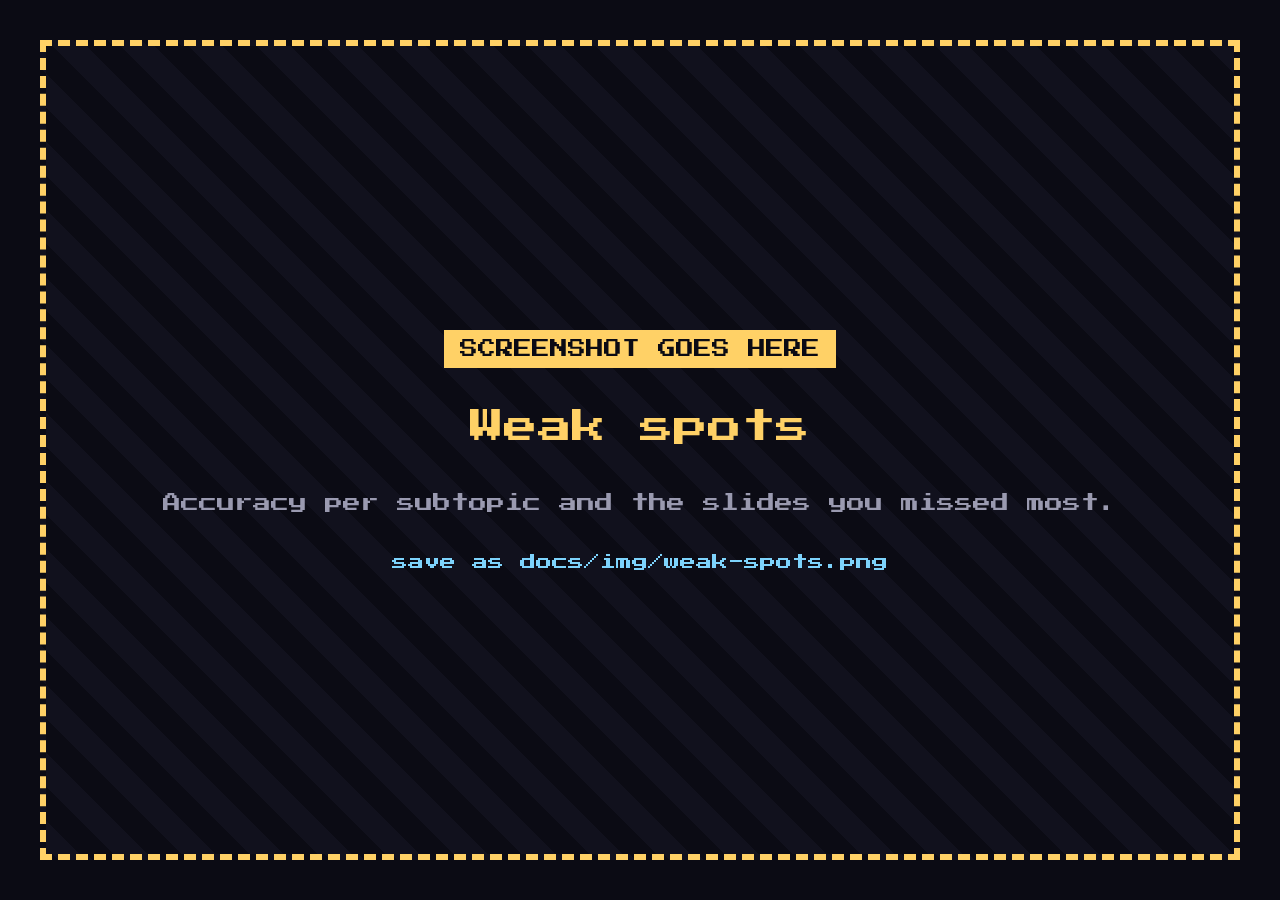 SCREENSHOT GOES HERE
Weak spots
Accuracy per subtopic and the slides you missed most.
save as docs/img/weak-spots.png